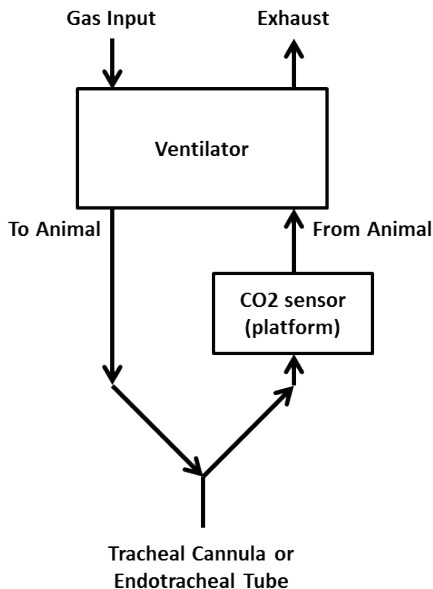 Gas Input
Exhaust
Ventilator
To Animal
From Animal
CO2 sensor
(platform)
Tracheal Cannula or
Endotracheal Tube